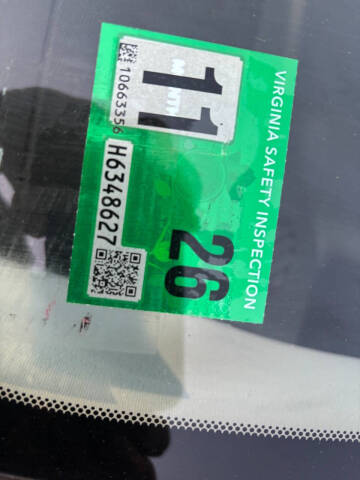 VIRGINIA SAFETY INSPECTION
11
MONTH
10663356
26
H6348627